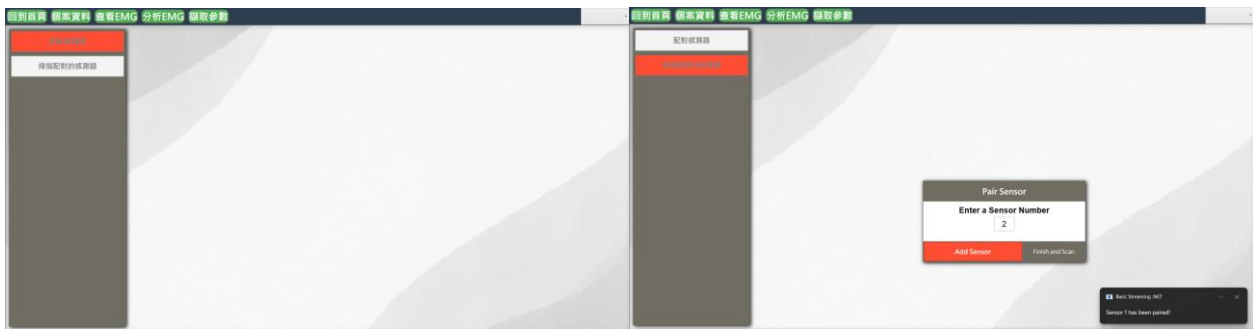 回到首頁 個案資料 查看EMG 分析EMG 擷取參數
掃描配對的感測器
回到首頁 個案資料 查看EMG 分析EMG 擷取參數
配對感測器
Pair Sensor
Enter a Sensor Number
2
Add Sensor
Finish and Scan
Basic Streaming .NET
Sensor 1 has been paired!